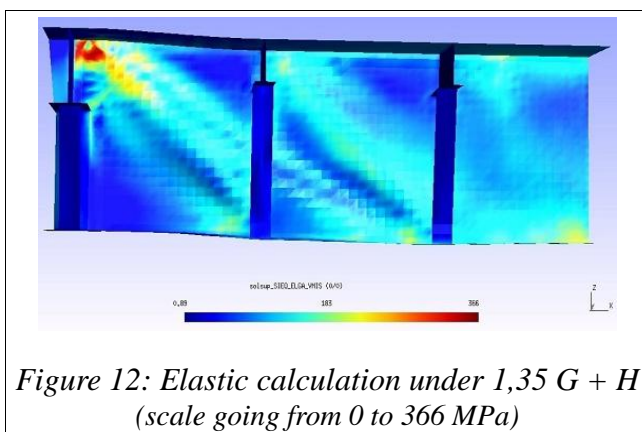 solsup_SIEQ_ELGA_VMIS (0/0)
0.89
183
366
Z
Y X
Figure 12: Elastic calculation under 1,35 G + H
(scale going from 0 to 366 MPa)